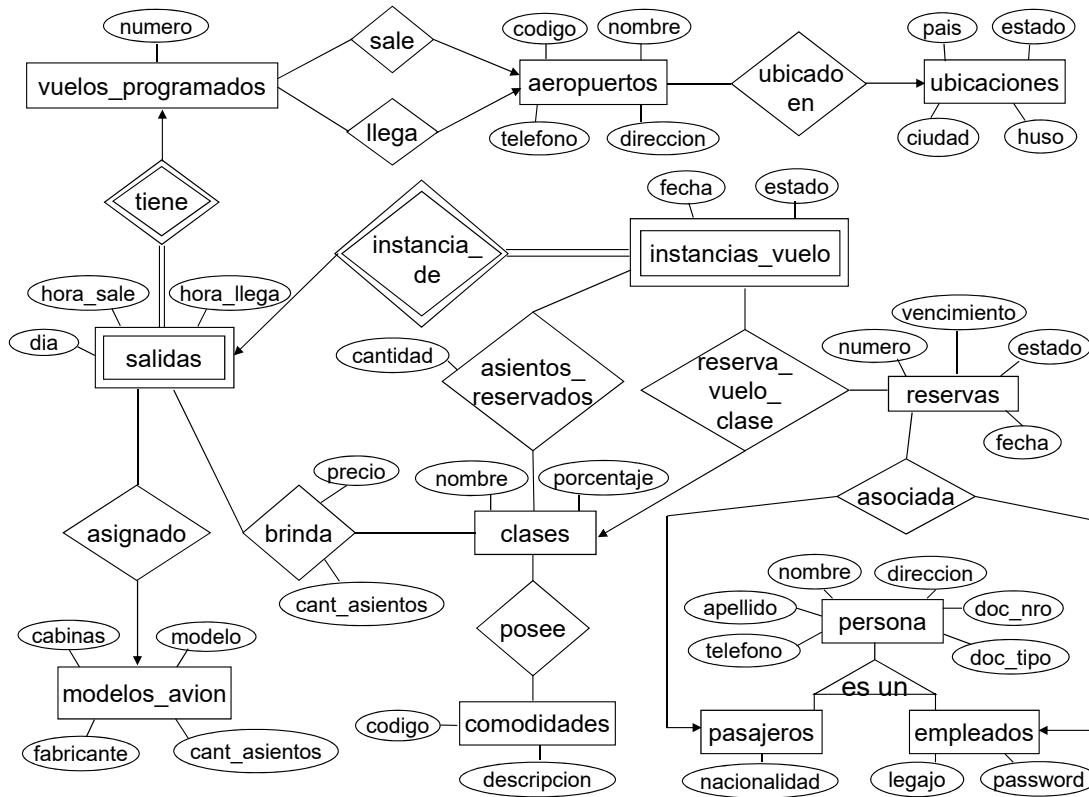 numero
vuelos_programados
sale
llega
codigo
nombre
aeropuertos
telefono
direccion
ubicado
en
pais
estado
ubicaciones
ciudad
huso
tiene
instancia_
de
fecha
estado
instancias_vuelo
hora_sale
hora_llega
dia
salidas
cantidad
asientos_
reservados
reserva_
vuelo_
clase
vencimiento
numero
estado
reservas
fecha
asociada
asignado
precio
brinda
cant_asientos
nombre
porcentaje
clases
posee
cabinas
modelo
modelos_avion
fabricante
cant_asientos
codigo
comodidades
descripcion
nombre
direccion
apellido
doc_nro
persona
telefono
doc_tipo
es un
pasajeros
empleados
nacionalidad
legajo
password